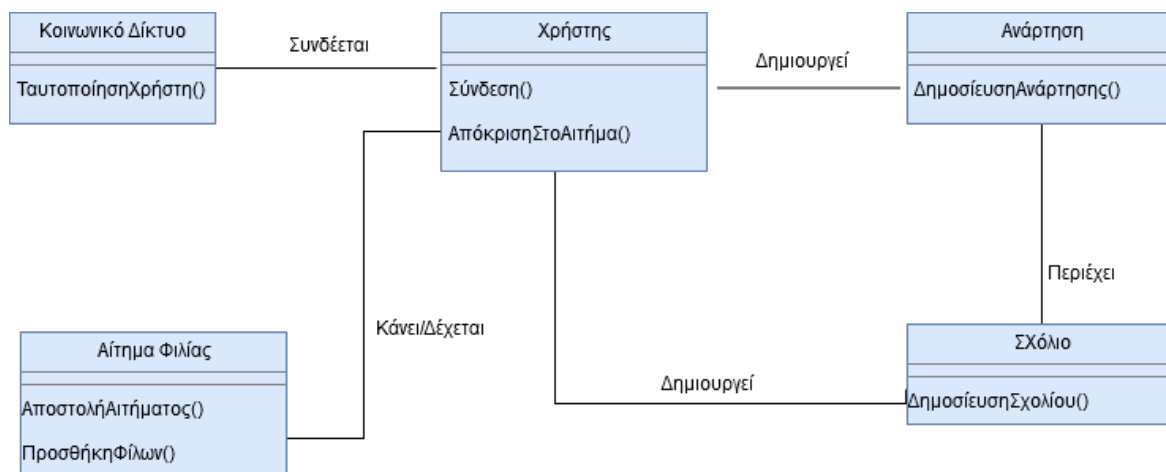 Κοινωνικό Δίκτυο
ΤαυτοποίησηΧρήστη()
Συνδέεται
Χρήστης
Σύνδεση()
ΑπόκρισηΣτοΑιτήμα()
Δημιουργεί
Ανάρτηση
ΔημοσίευσηΑνάρτησης()
Περιέχει
Κάνει/Δέχεται
Αίτημα Φιλίας
ΑποστολήΑιτήματος()
ΠροσθήκηΦίλων()
Δημιουργεί
ΣΧόλιο
ΔημοσίευσηΣχολίου()